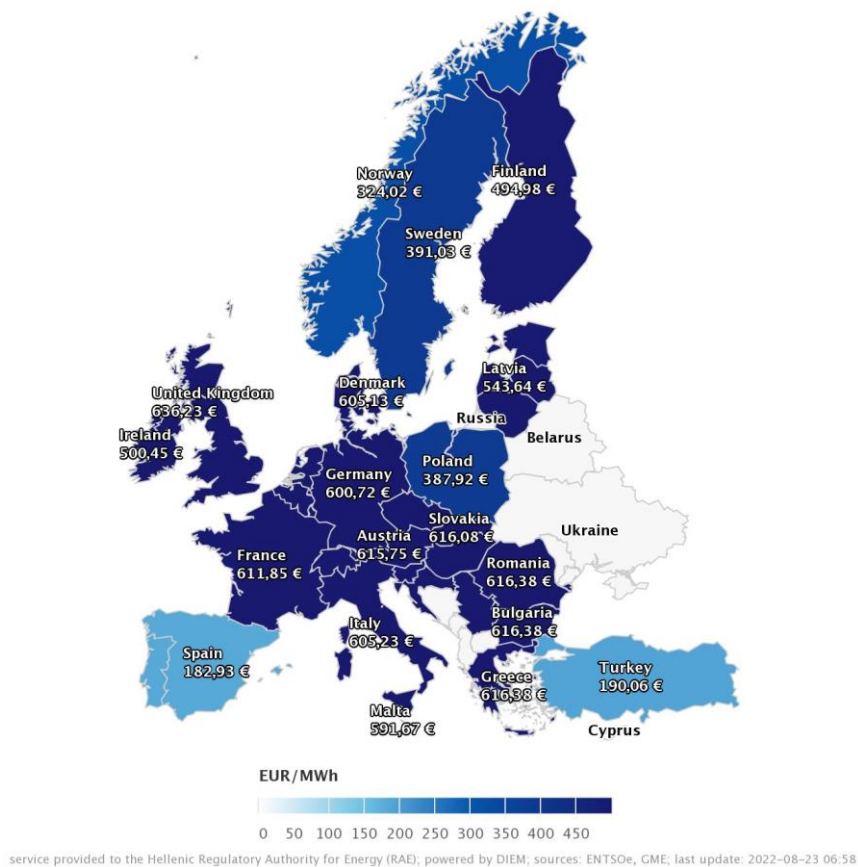 Norway
324,02 €
Finland
494,98 €
Sweden
391,03 €
Latvia
543,64 €
Denmark
605,13 €
United Kingdom
636,23 €
Russia
Ireland
500,45 €
Belarus
Poland
387,92 €
Germany
600,72 €
Slovakia
616,08 €
Ukraine
Austria
615,75 €
France
611,85 €
Romania
616,38 €
Bulgaria
616,38 €
Italy
605,23 €
Spain
182,93 €
Turkey
190,06 €
Greece
616,38 €
Malta
591,67 €
Cyprus
EUR/MWh
0 50 100 150 200 250 300 350 400 450
service provided to the Hellenic Regulatory Authority for Energy (RAE); powered by DIEM; sources: ENTSOe, GME; last update: 2022-08-23 06:58